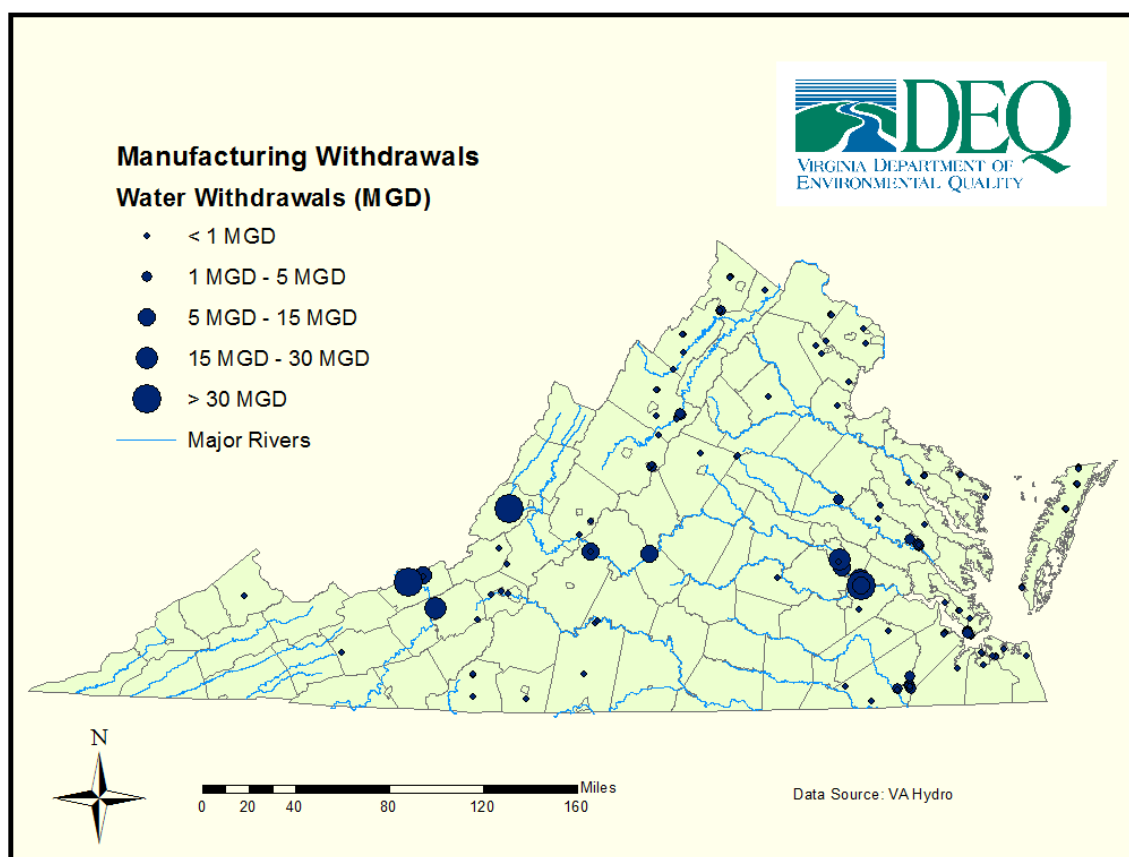 DEQ
VIRGINIA DEPARTMENT OF
ENVIRONMENTAL QUALITY
Manufacturing Withdrawals
Water Withdrawals (MGD)
< 1 MGD
1 MGD - 5 MGD
5 MGD - 15 MGD
15 MGD - 30 MGD
> 30 MGD
Major Rivers
N
Miles
0 20 40 80 120 160
Data Source: VA Hydro